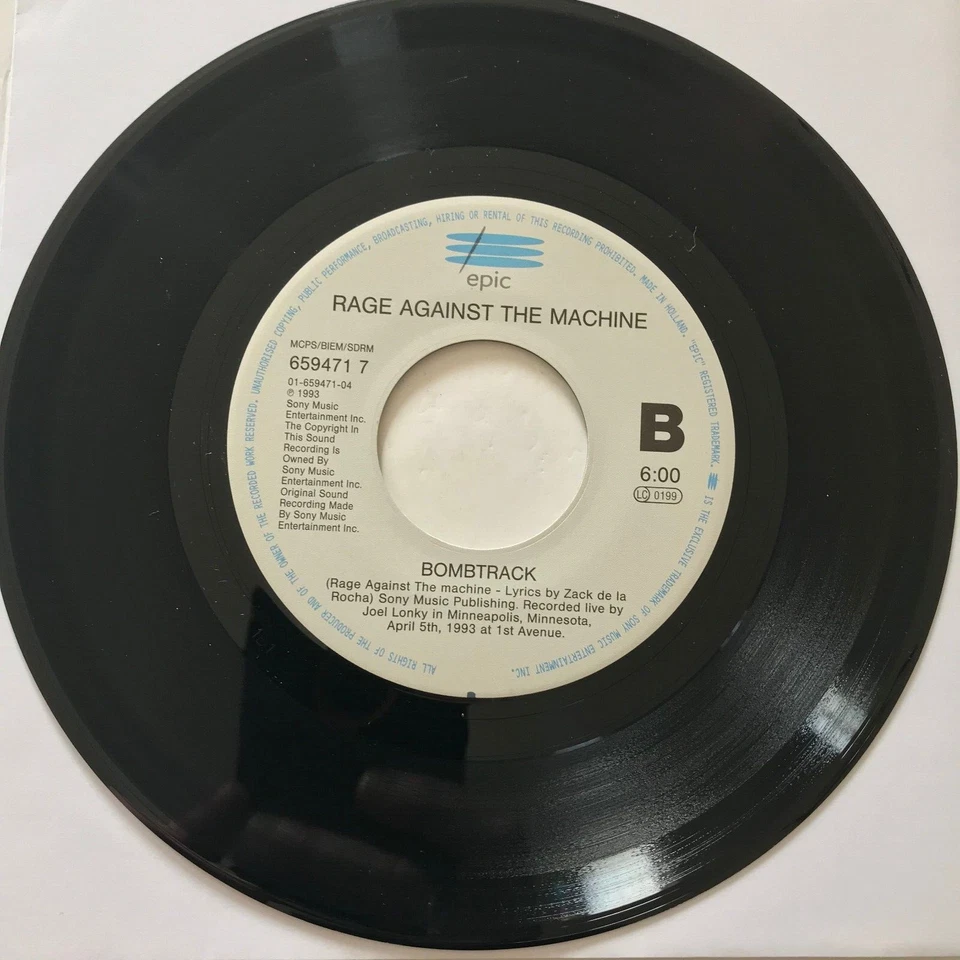 epic
RAGE AGAINST THE MACHINE
MCPS/BIEM/SDRM
659471 7
01-659471-04
℗ 1993
Sony Music
Entertainment Inc.
The Copyright In
This Sound
Recording Is
Owned By
Sony Music
Entertainment Inc.
Original Sound
Recording Made
By Sony Music
Entertainment Inc.
B
6:00
LC 0199
BOMBTRACK
(Rage Against The machine - Lyrics by Zack de la
Rocha) Sony Music Publishing. Recorded live by
Joel Lonky in Minneapolis, Minnesota,
April 5th, 1993 at 1st Avenue.
ALL RIGHTS OF THE PRODUCER AND OF THE OWNER OF THE RECORDED WORK RESERVED. UNAUTHORISED COPYING, PUBLIC PERFORMANCE, BROADCASTING, HIRING OR RENTAL OF THIS RECORDING PROHIBITED. MADE IN HOLLAND. "EPIC" REGISTERED TRADEMARK. IS THE EXCLUSIVE TRADEMARK OF SONY MUSIC ENTERTAINMENT INC.